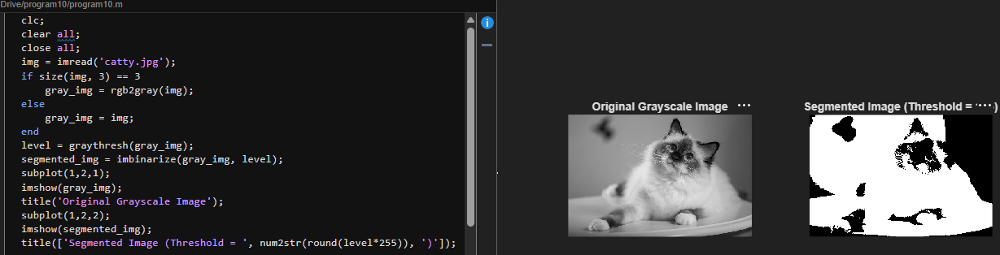 Drive/program10/program10.m
clc;
clear all;
close all;
img = imread('catty.jpg');
if size(img, 3) == 3
gray_img = rgb2gray(img);
else
gray_img = img;
end
level = graythresh(gray_img);
segmented_img = imbinarize(gray_img, level);
subplot(1,2,1);
imshow(gray_img);
title('Original Grayscale Image');
subplot(1,2,2);
imshow(segmented_img);
title(['Segmented Image (Threshold = ', num2str(round(level*255)), ')']);
Original Grayscale Image
Segmented Image (Threshold = )